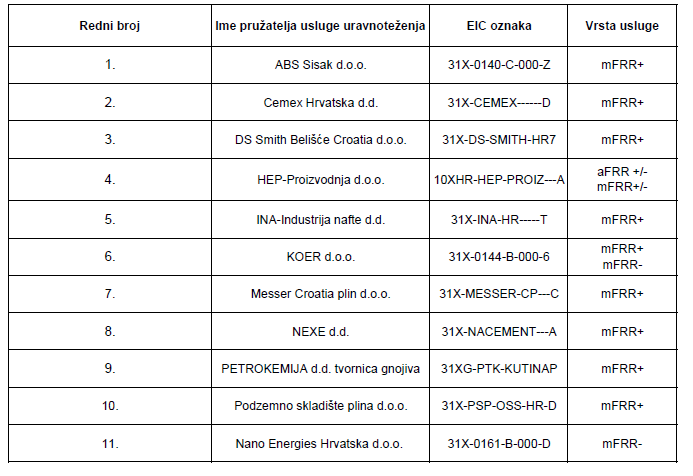 Redni broj Ime pružatelja usluge uravnoteženja EIC oznaka Vrsta usluge
1. ABS Sisak d.o.o. 31X-0140-C-000-Z mFRR+
2. Cemex Hrvatska d.d. 31X-CEMEX------D mFRR+
3. DS Smith Belišće Croatia d.o.o. 31X-DS-SMITH-HR7 mFRR+
4. HEP-Proizvodnja d.o.o. 10XHR-HEP-PROIZ---A aFRR +/-
mFRR+/-
5. INA-Industrija nafte d.d. 31X-INA-HR-----T mFRR+
6. KOER d.o.o. 31X-0144-B-000-6 mFRR+
mFRR-
7. Messer Croatia plin d.o.o. 31X-MESSER-CP---C mFRR+
8. NEXE d.d. 31X-NACEMENT---A mFRR+
9. PETROKEMIJA d.d. tvornica gnojiva 31XG-PTK-KUTINAP mFRR+
10. Podzemno skladište plina d.o.o. 31X-PSP-OSS-HR-D mFRR+
11. Nano Energies Hrvatska d.o.o. 31X-0161-B-000-D mFRR-